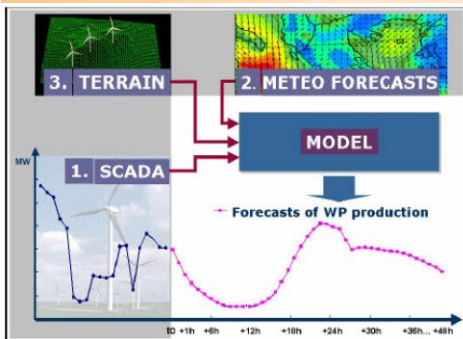 3. TERRAIN
2. METEO FORECASTS
MODEL
1. SCADA
MW
Forecasts of WP production
t0 +1h +6h +12h +18h +24h +30h +36h... +48h